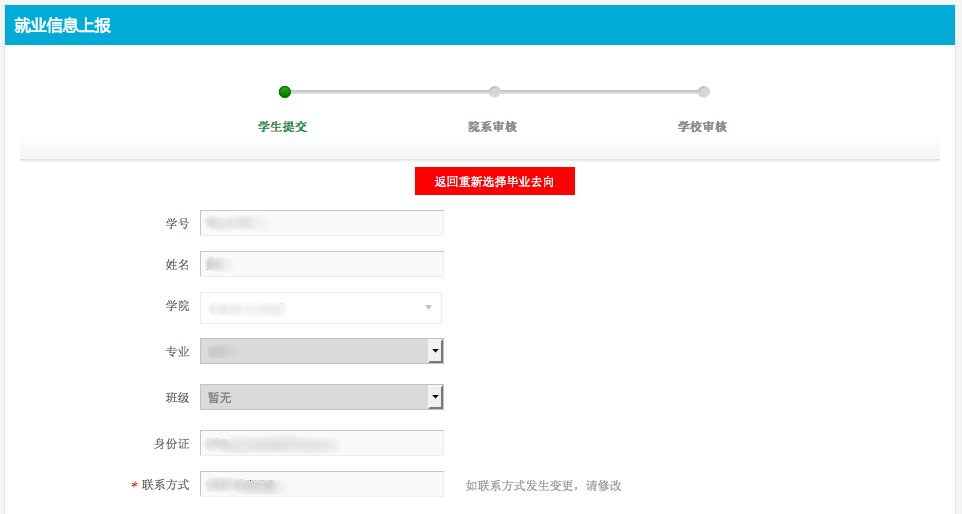 就业信息上报
学生提交 院系审核 学校审核
返回重新选择毕业去向
学号
姓名
学院
专业
班级 暂无
身份证
* 联系方式 如联系方式发生变更，请修改